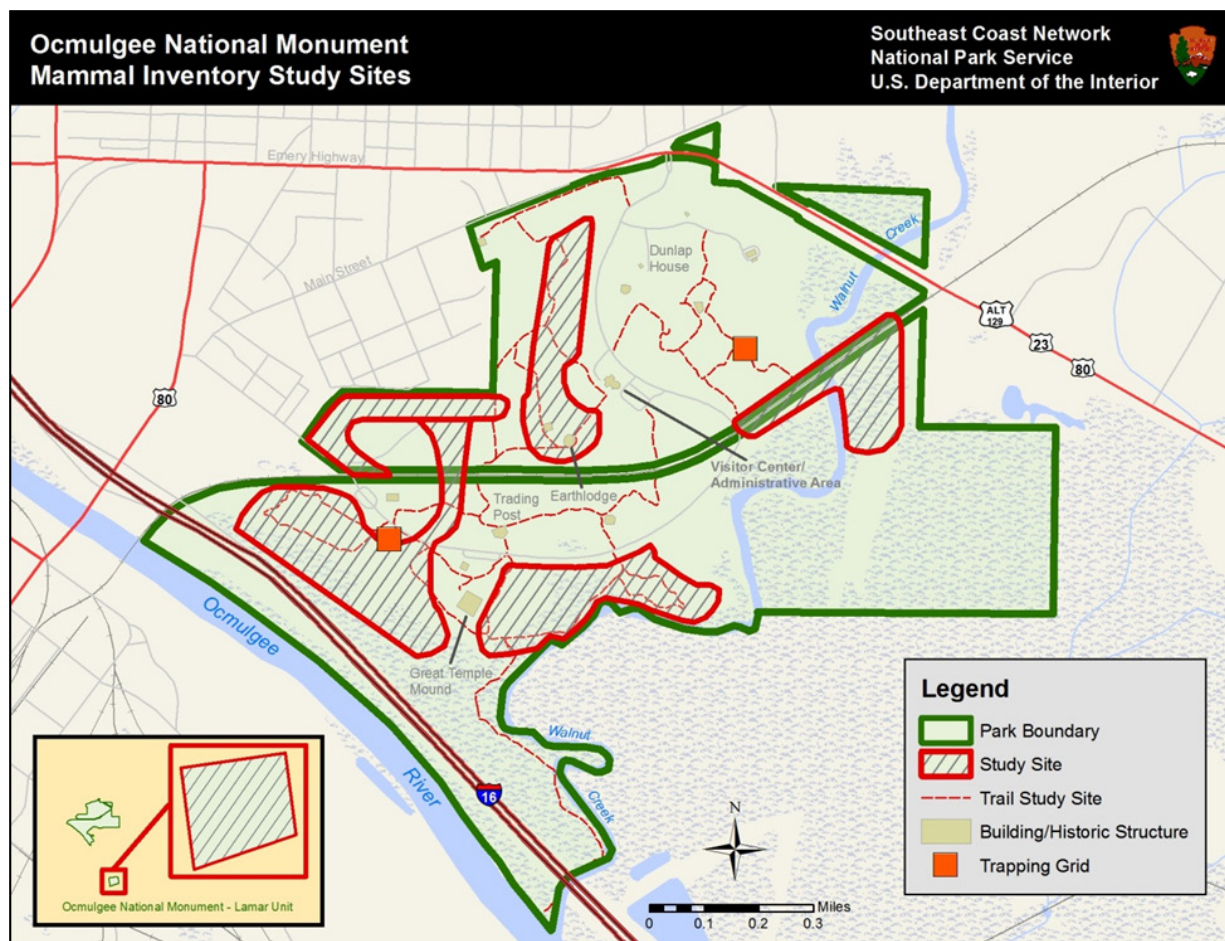 Ocmulgee National Monument
Mammal Inventory Study Sites
Southeast Coast Network
National Park Service
U.S. Department of the Interior
Emery Highway
Main Street
80
Dunlap
House
Creek
Walnut
ALT
129
23
80
Visitor Center/
Administrative Area
Trading
Post
Earthlodge
Great Temple
Mound
Ocmulgee
River
Walnut
Creek
16
N
Miles
0 0.1 0.2 0.3
Legend
Park Boundary
Study Site
Trail Study Site
Building/Historic Structure
Trapping Grid
Ocmulgee National Monument - Lamar Unit